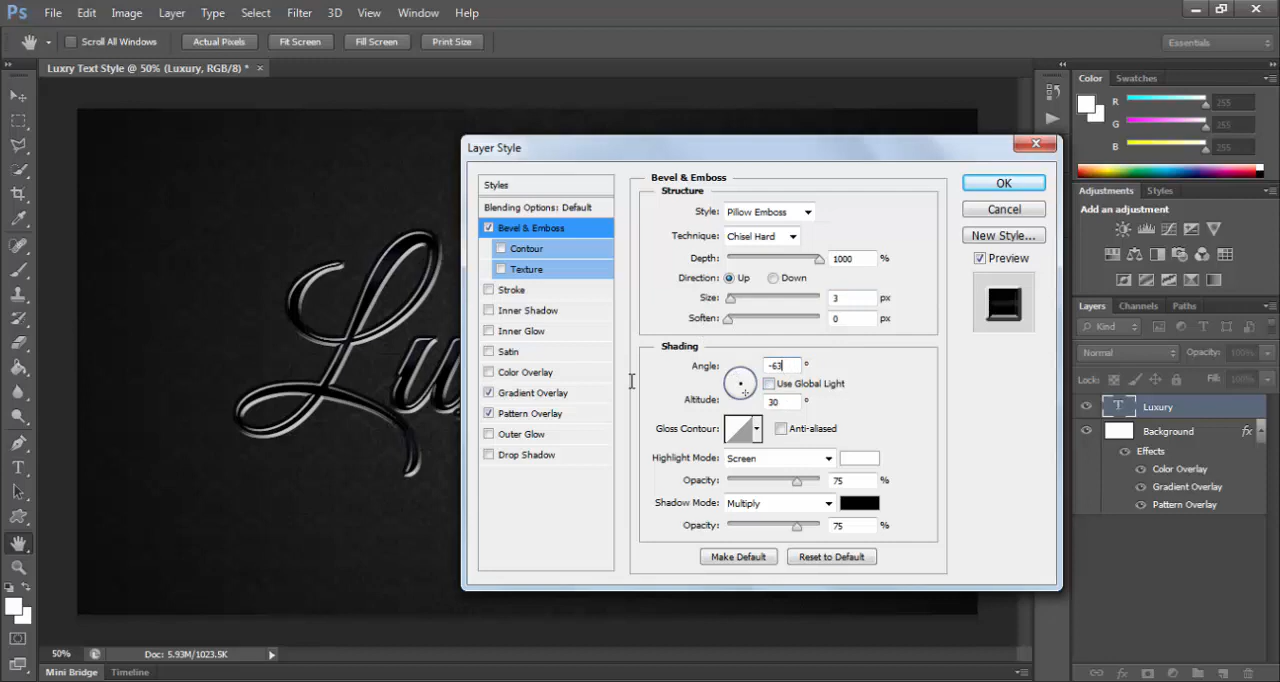 Ps File Edit Image Layer Type Select Filter 3D View Window Help
Scroll All Windows Actual Pixels Fit Screen Fill Screen Print Size Essentials
Luxry Text Style @ 50% (Luxury, RGB/8) * ×
Lu
Layer Style
Styles
Blending Options: Default
Bevel & Emboss
Contour
Texture
Stroke
Inner Shadow
Inner Glow
Satin
Color Overlay
Gradient Overlay
Pattern Overlay
Outer Glow
Drop Shadow
Bevel & Emboss
Structure
Style: Pillow Emboss
Technique: Chisel Hard
Depth: 1000 %
Direction: Up Down
Size: 3 px
Soften: 0 px
Shading
Angle: -63 °
Use Global Light
Altitude: 30 °
Gloss Contour: Anti-aliased
Highlight Mode: Screen
Opacity: 75 %
Shadow Mode: Multiply
Opacity: 75 %
Make Default Reset to Default
OK
Cancel
New Style...
Preview
Color Swatches
R 255
G 255
B 255
Adjustments Styles
Add an adjustment
Layers Channels Paths
Kind
Normal Opacity: 100%
Lock: Fill: 100%
T Luxury
Background fx
Effects
Color Overlay
Gradient Overlay
Pattern Overlay
50% Doc: 5.93M/1023.5K
Mini Bridge Timeline